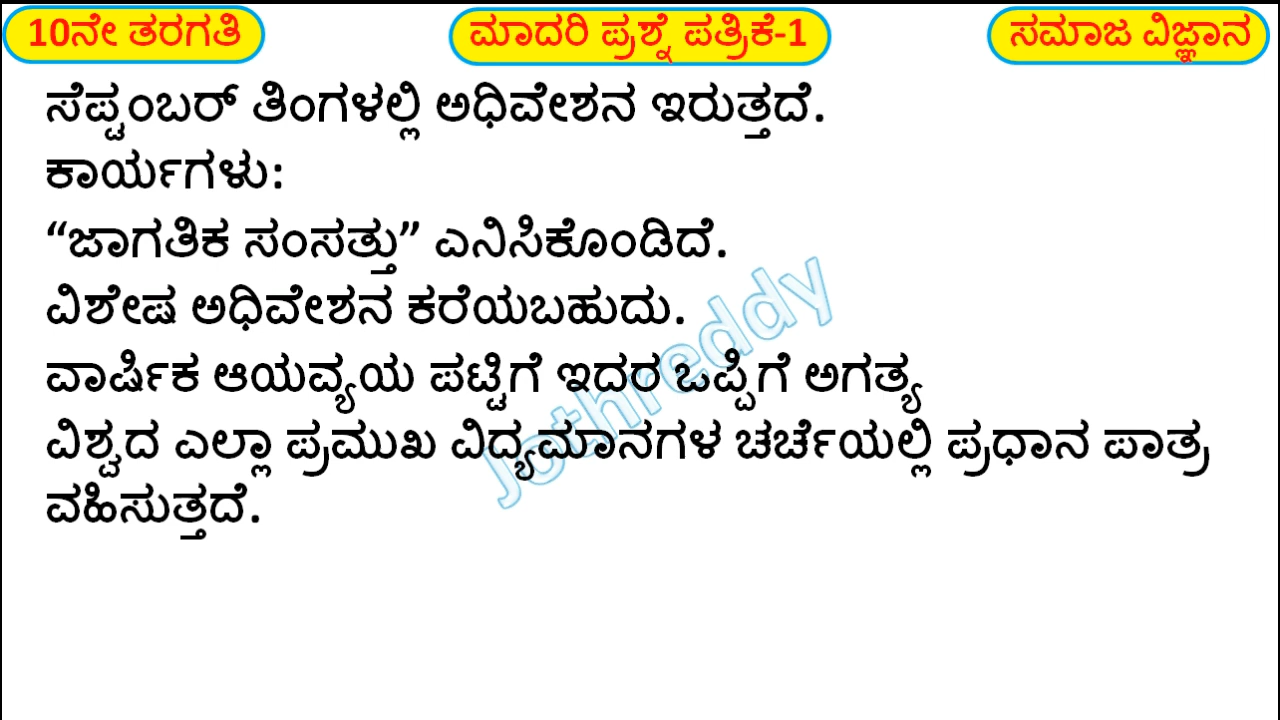 10ನೇ ತರಗತಿ
ಮಾದರಿ ಪ್ರಶ್ನೆ ಪತ್ರಿಕೆ-1
ಸಮಾಜ ವಿಜ್ಞಾನ
ಸೆಪ್ಟಂಬರ್ ತಿಂಗಳಲ್ಲಿ ಅಧಿವೇಶನ ಇರುತ್ತದೆ.
ಕಾರ್ಯಗಳು:
“ಜಾಗತಿಕ ಸಂಸತ್ತು” ಎನಿಸಿಕೊಂಡಿದೆ.
ವಿಶೇಷ ಅಧಿವೇಶನ ಕರೆಯಬಹುದು.
ವಾರ್ಷಿಕ ಆಯವ್ಯಯ ಪಟ್ಟಿಗೆ ಇದರ ಒಪ್ಪಿಗೆ ಅಗತ್ಯ
ವಿಶ್ವದ ಎಲ್ಲಾ ಪ್ರಮುಖ ವಿದ್ಯಮಾನಗಳ ಚರ್ಚೆಯಲ್ಲಿ ಪ್ರಧಾನ ಪಾತ್ರ
ವಹಿಸುತ್ತದೆ.
Jothreddy